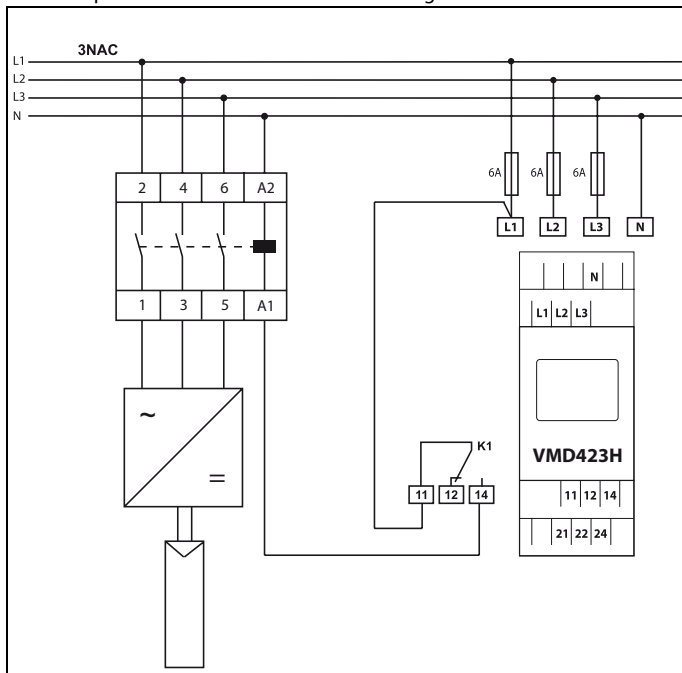 3NAC
L1
L2
L3
N
6A 6A 6A
2 4 6 A2
L1 L2 L3 N
N
1 3 5 A1
L1 L2 L3
~
=
K1
VMD423H
11 12 14
11 12 14
21 22 24